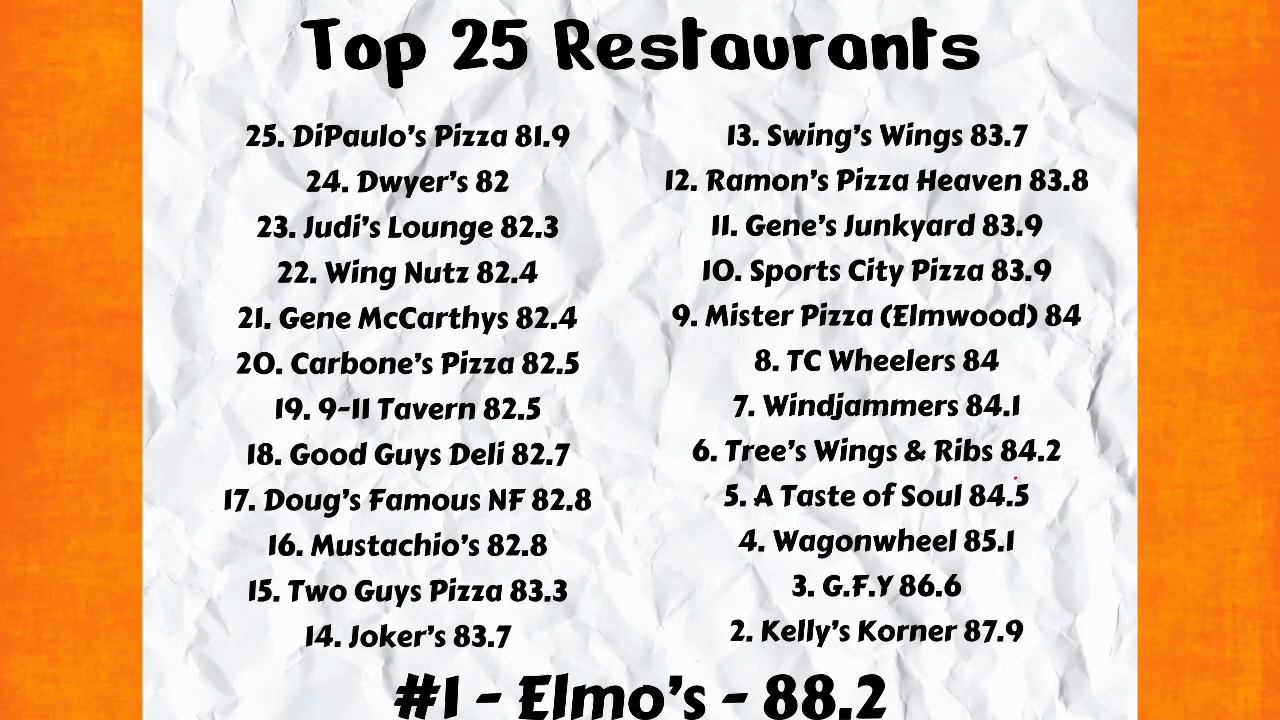 Top 25 Restaurants
25. DiPaulo's Pizza 81.9
24. Dwyer's 82
23. Judi's Lounge 82.3
22. Wing Nutz 82.4
21. Gene McCarthys 82.4
20. Carbone's Pizza 82.5
19. 9-11 Tavern 82.5
18. Good Guys Deli 82.7
17. Doug's Famous NF 82.8
16. Mustachio's 82.8
15. Two Guys Pizza 83.3
14. Joker's 83.7
13. Swing's Wings 83.7
12. Ramon's Pizza Heaven 83.8
11. Gene's Junkyard 83.9
10. Sports City Pizza 83.9
9. Mister Pizza (Elmwood) 84
8. TC Wheelers 84
7. Windjammers 84.1
6. Tree's Wings & Ribs 84.2
5. A Taste of Soul 84.5
4. Wagonwheel 85.1
3. G.F.Y 86.6
2. Kelly's Korner 87.9
#1 - Elmo's - 88.2